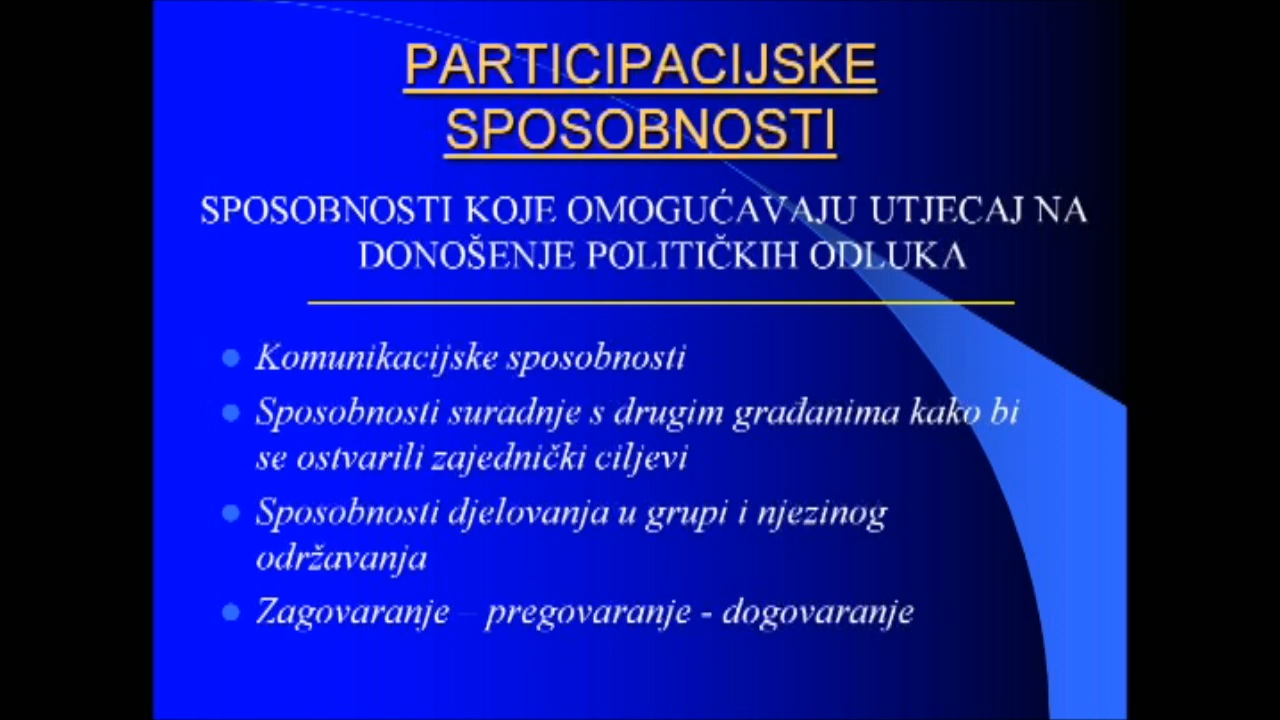 PARTICIPACIJSKE
SPOSOBNOSTI
SPOSOBNOSTI KOJE OMOGUĆAVAJU UTJECAJ NA
DONOŠENJE POLITIČKIH ODLUKA
Komunikacijske sposobnosti
Sposobnosti suradnje s drugim građanima kako bi
se ostvarili zajednički ciljevi
Sposobnosti djelovanja u grupi i njezinog
održavanja
Zagovaranje – pregovaranje - dogovaranje